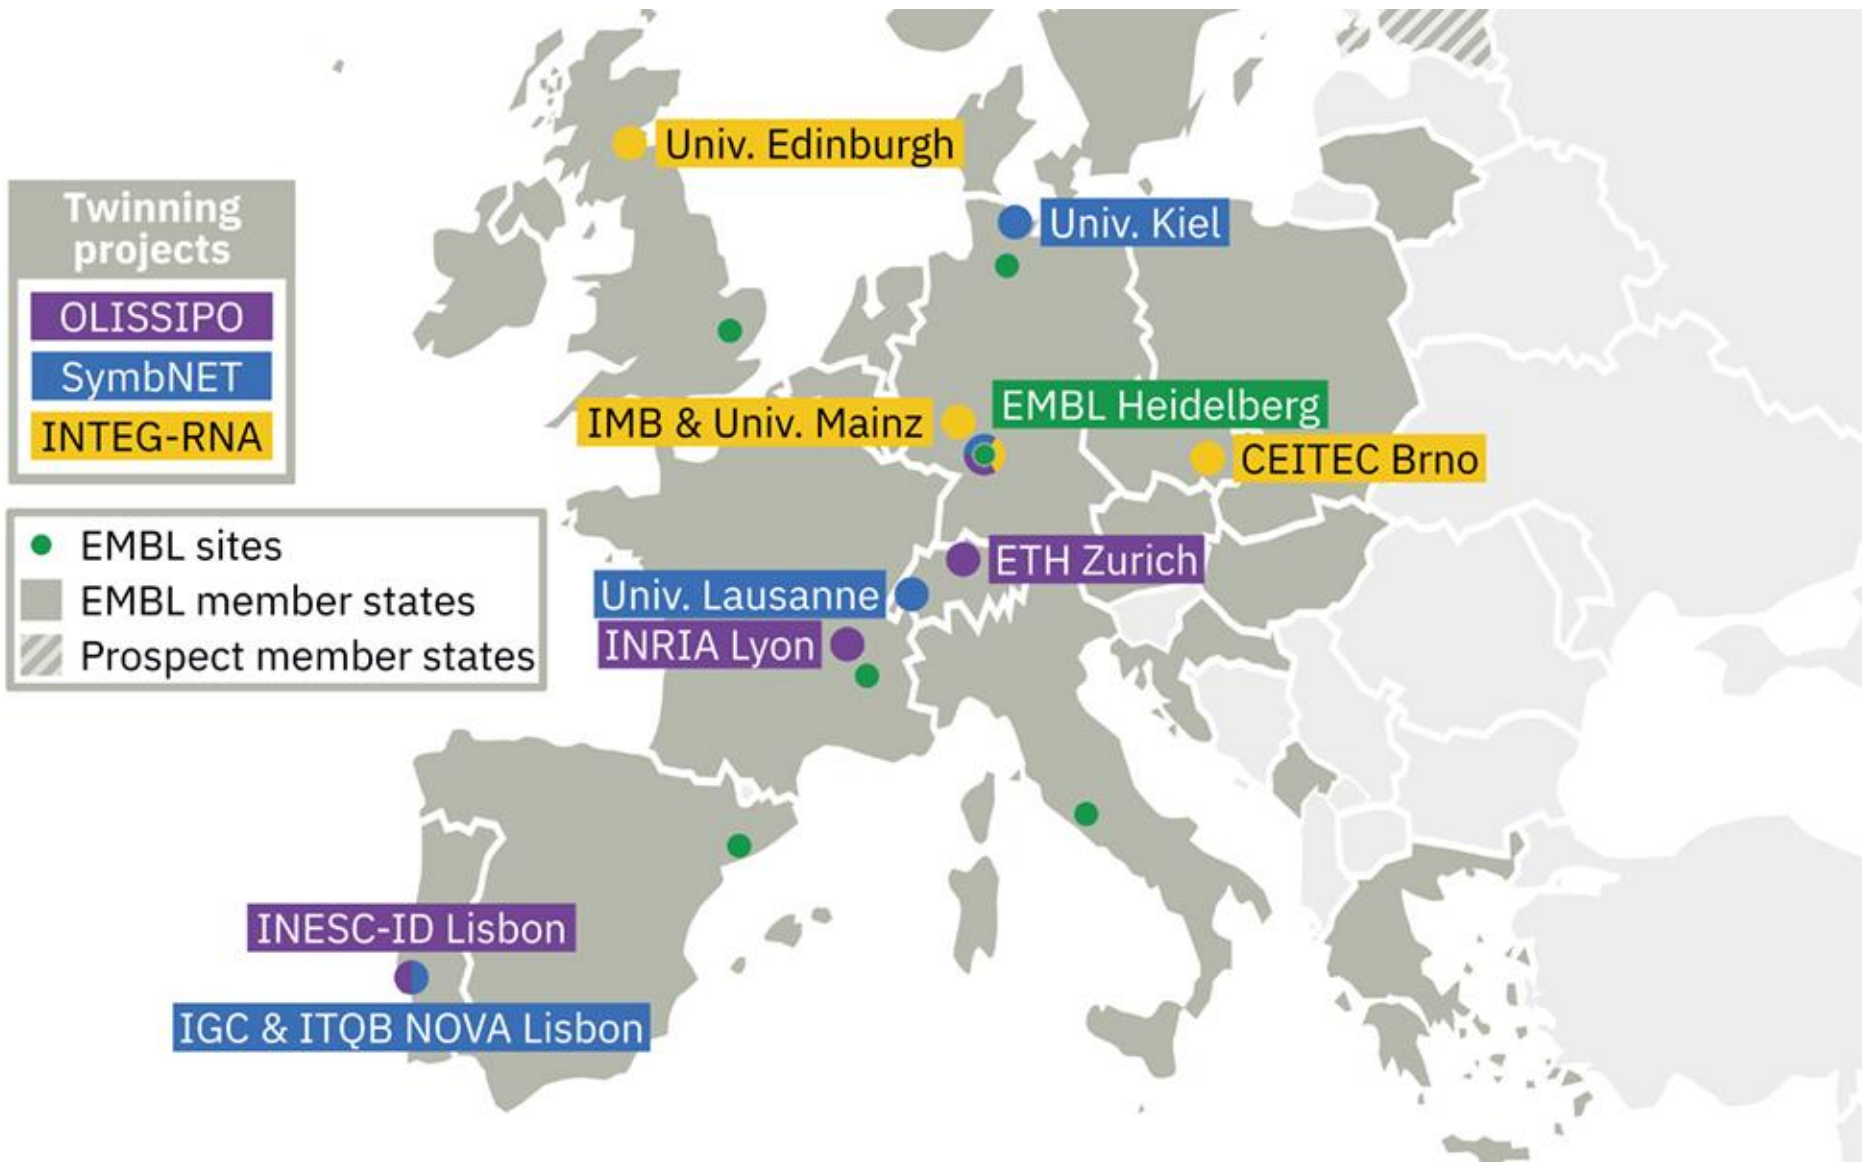 Twinning
projects
OLISSIPO
SymbNET
INTEG-RNA
EMBL sites
EMBL member states
Prospect member states
Univ. Edinburgh
Univ. Kiel
EMBL Heidelberg
IMB & Univ. Mainz
CEITEC Brno
ETH Zurich
Univ. Lausanne
INRIA Lyon
INESC-ID Lisbon
IGC & ITQB NOVA Lisbon